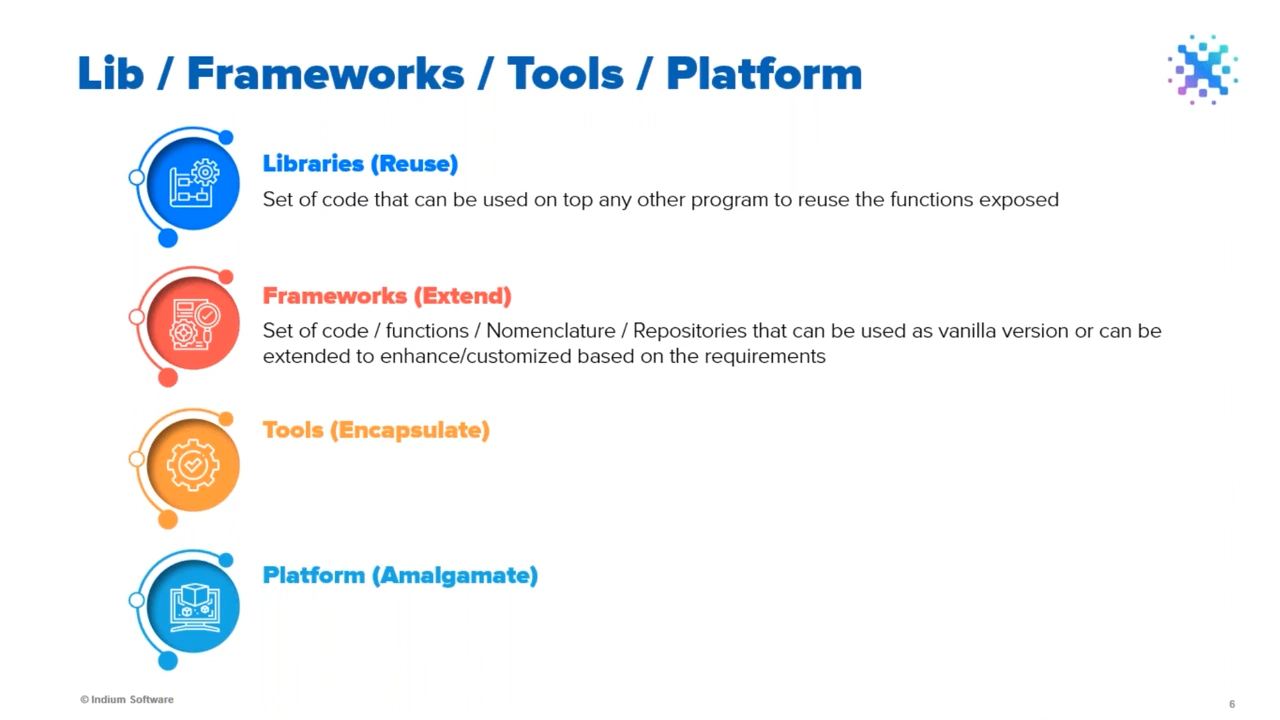 Lib / Frameworks / Tools / Platform
Libraries (Reuse)
Set of code that can be used on top any other program to reuse the functions exposed
Frameworks (Extend)
Set of code / functions / Nomenclature / Repositories that can be used as vanilla version or can be
extended to enhance/customized based on the requirements
Tools (Encapsulate)
Platform (Amalgamate)
© Indium Software
6